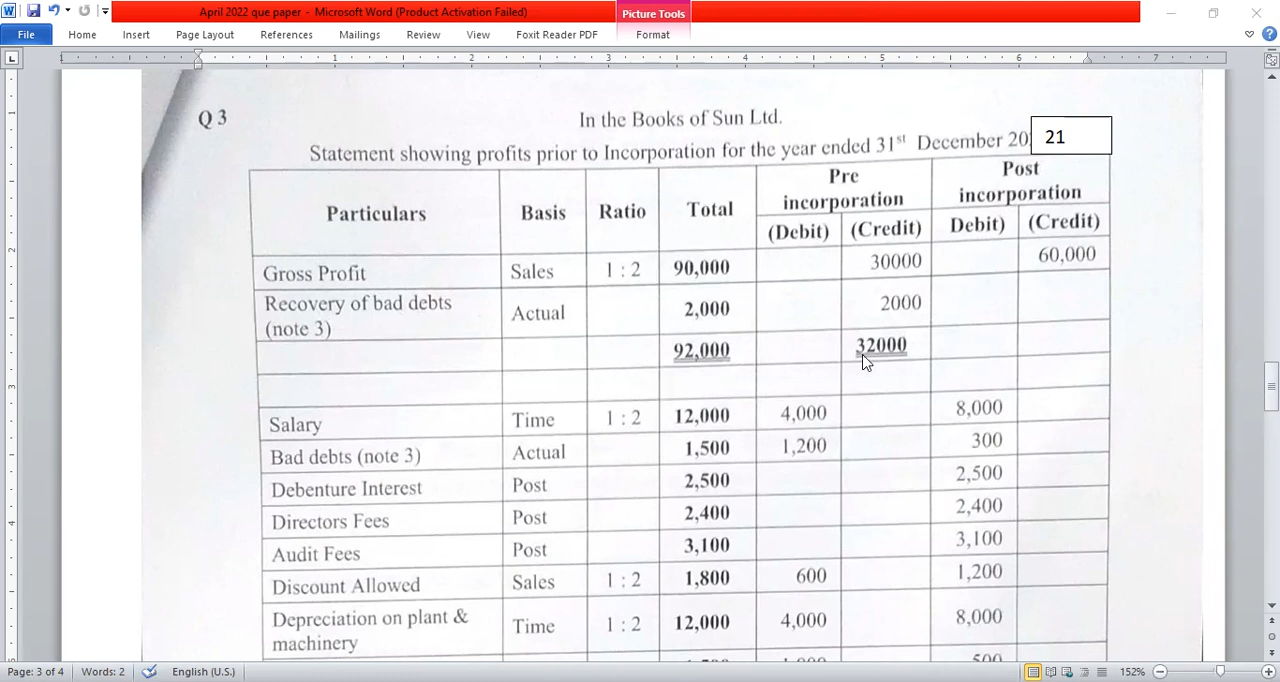 April 2022 que paper - Microsoft Word (Product Activation Failed)
Picture Tools
File Home Insert Page Layout References Mailings Review View Foxit Reader PDF Format
1 1 2 3 4 5 6 7
Q 3 In the Books of Sun Ltd.
Statement showing profits prior to Incorporation for the year ended 31st December 20 21
Particulars Basis Ratio Total Pre incorporation Post incorporation
(Debit) (Credit) Debit) (Credit)
Gross Profit Sales 1 : 2 90,000 30000 60,000
Recovery of bad debts
(note 3) Actual 2,000 2000
92,000 32000
Salary Time 1 : 2 12,000 4,000 8,000
Bad debts (note 3) Actual 1,500 1,200 300
Debenture Interest Post 2,500 2,500
Directors Fees Post 2,400 2,400
Audit Fees Post 3,100 3,100
Discount Allowed Sales 1 : 2 1,800 600 1,200
Depreciation on plant &
machinery Time 1 : 2 12,000 4,000 8,000
Page: 3 of 4 Words: 2 English (U.S.) 152%